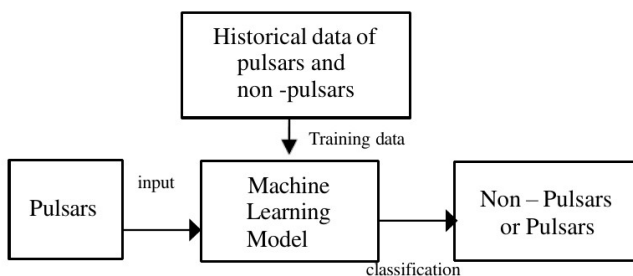 Historical data of
pulsars and
non -pulsars
Training data
Pulsars
input
Machine
Learning
Model
classification
Non – Pulsars
or Pulsars